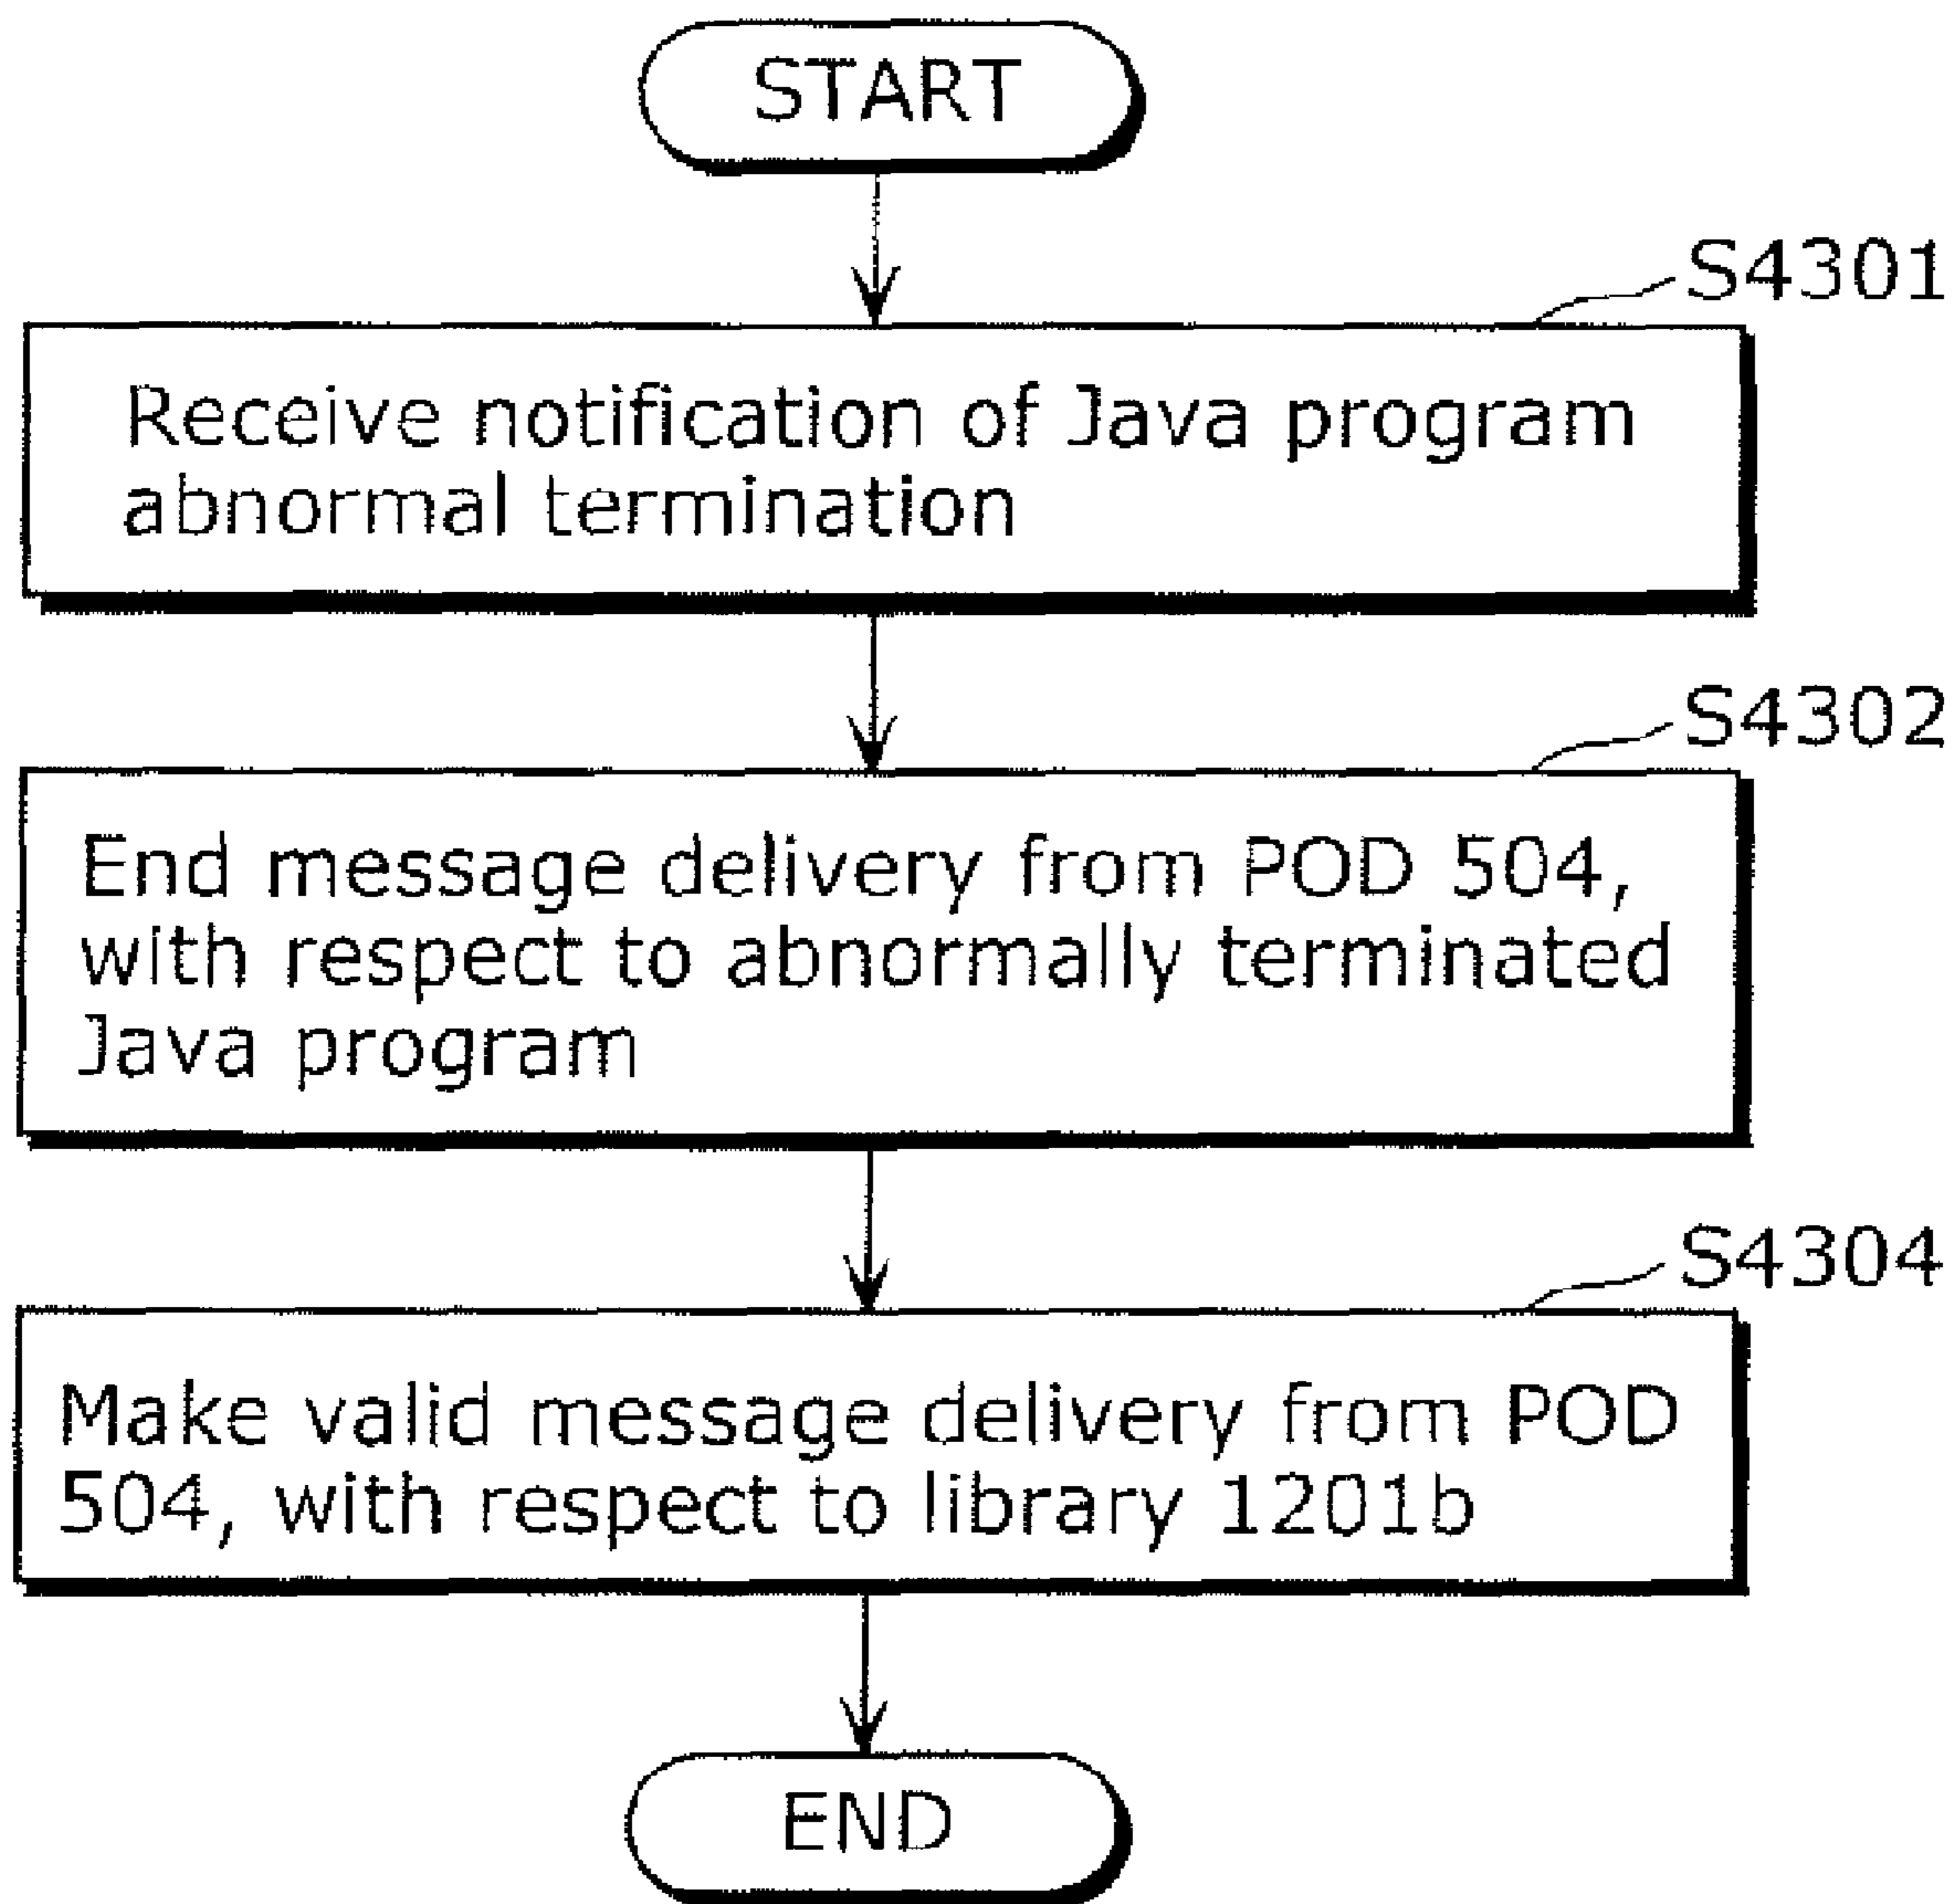 START
S4301
Receive notification of Java program
abnormal termination
S4302
End message delivery from POD 504,
with respect to abnormally terminated
Java program
S4304
Make valid message delivery from POD
504, with respect to library 1201b
END